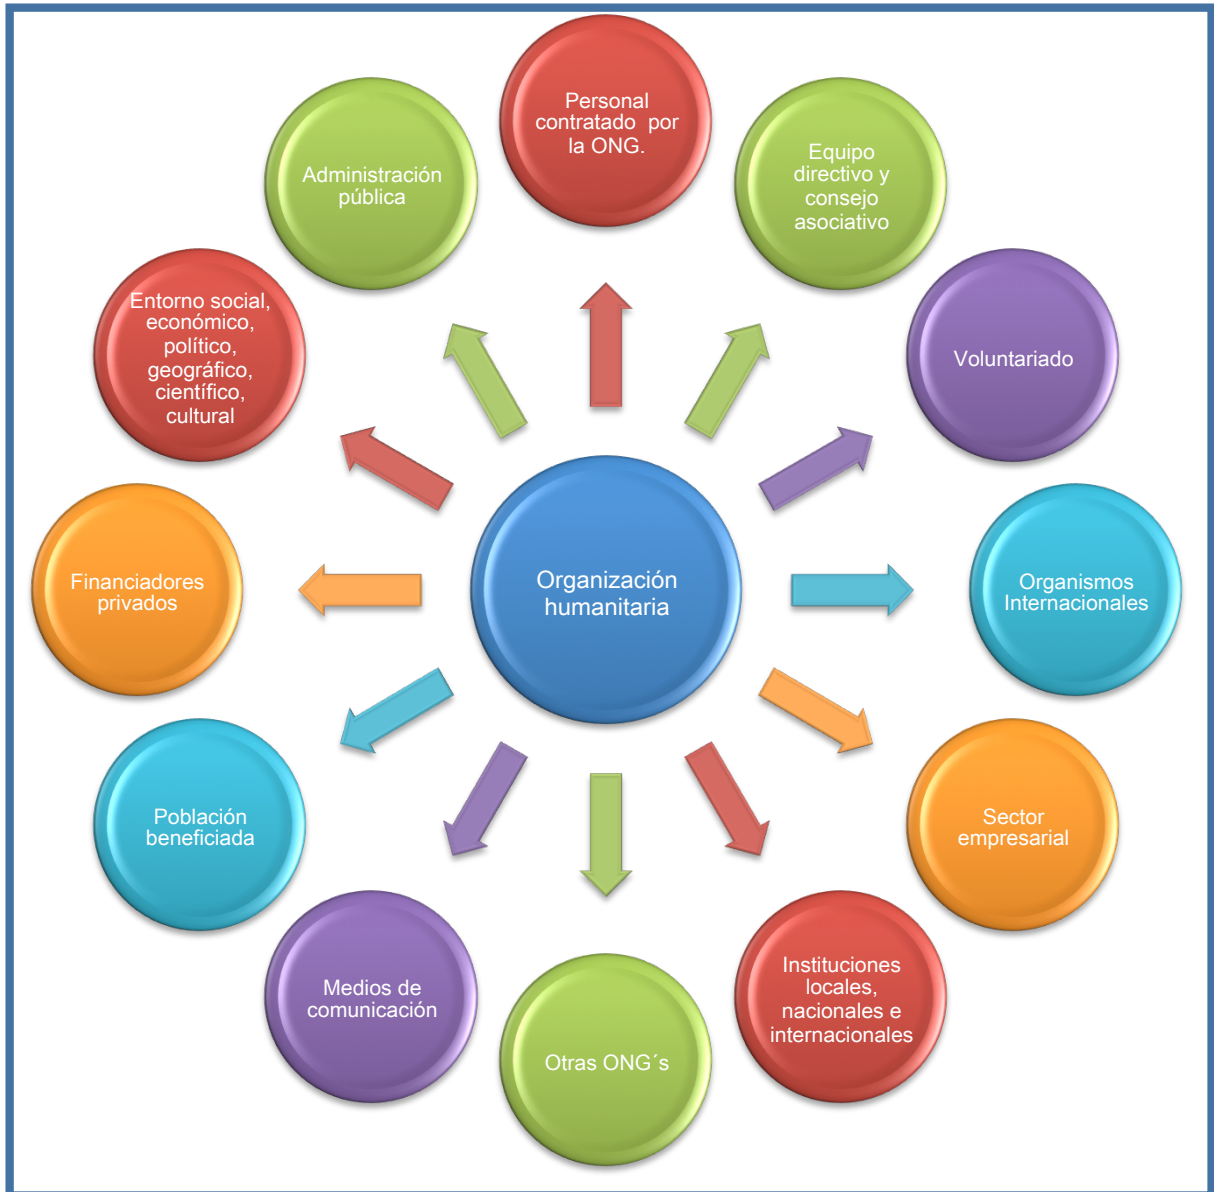 Personal
contratado por
la ONG.
Equipo
directivo y
consejo
asociativo
Voluntariado
Organismos
Internacionales
Sector
empresarial
Instituciones
locales,
nacionales e
internacionales
Otras ONG´s
Medios de
comunicación
Población
beneficiada
Financiadores
privados
Entorno social,
económico,
político,
geográfico,
científico,
cultural
Administración
pública
Organización
humanitaria